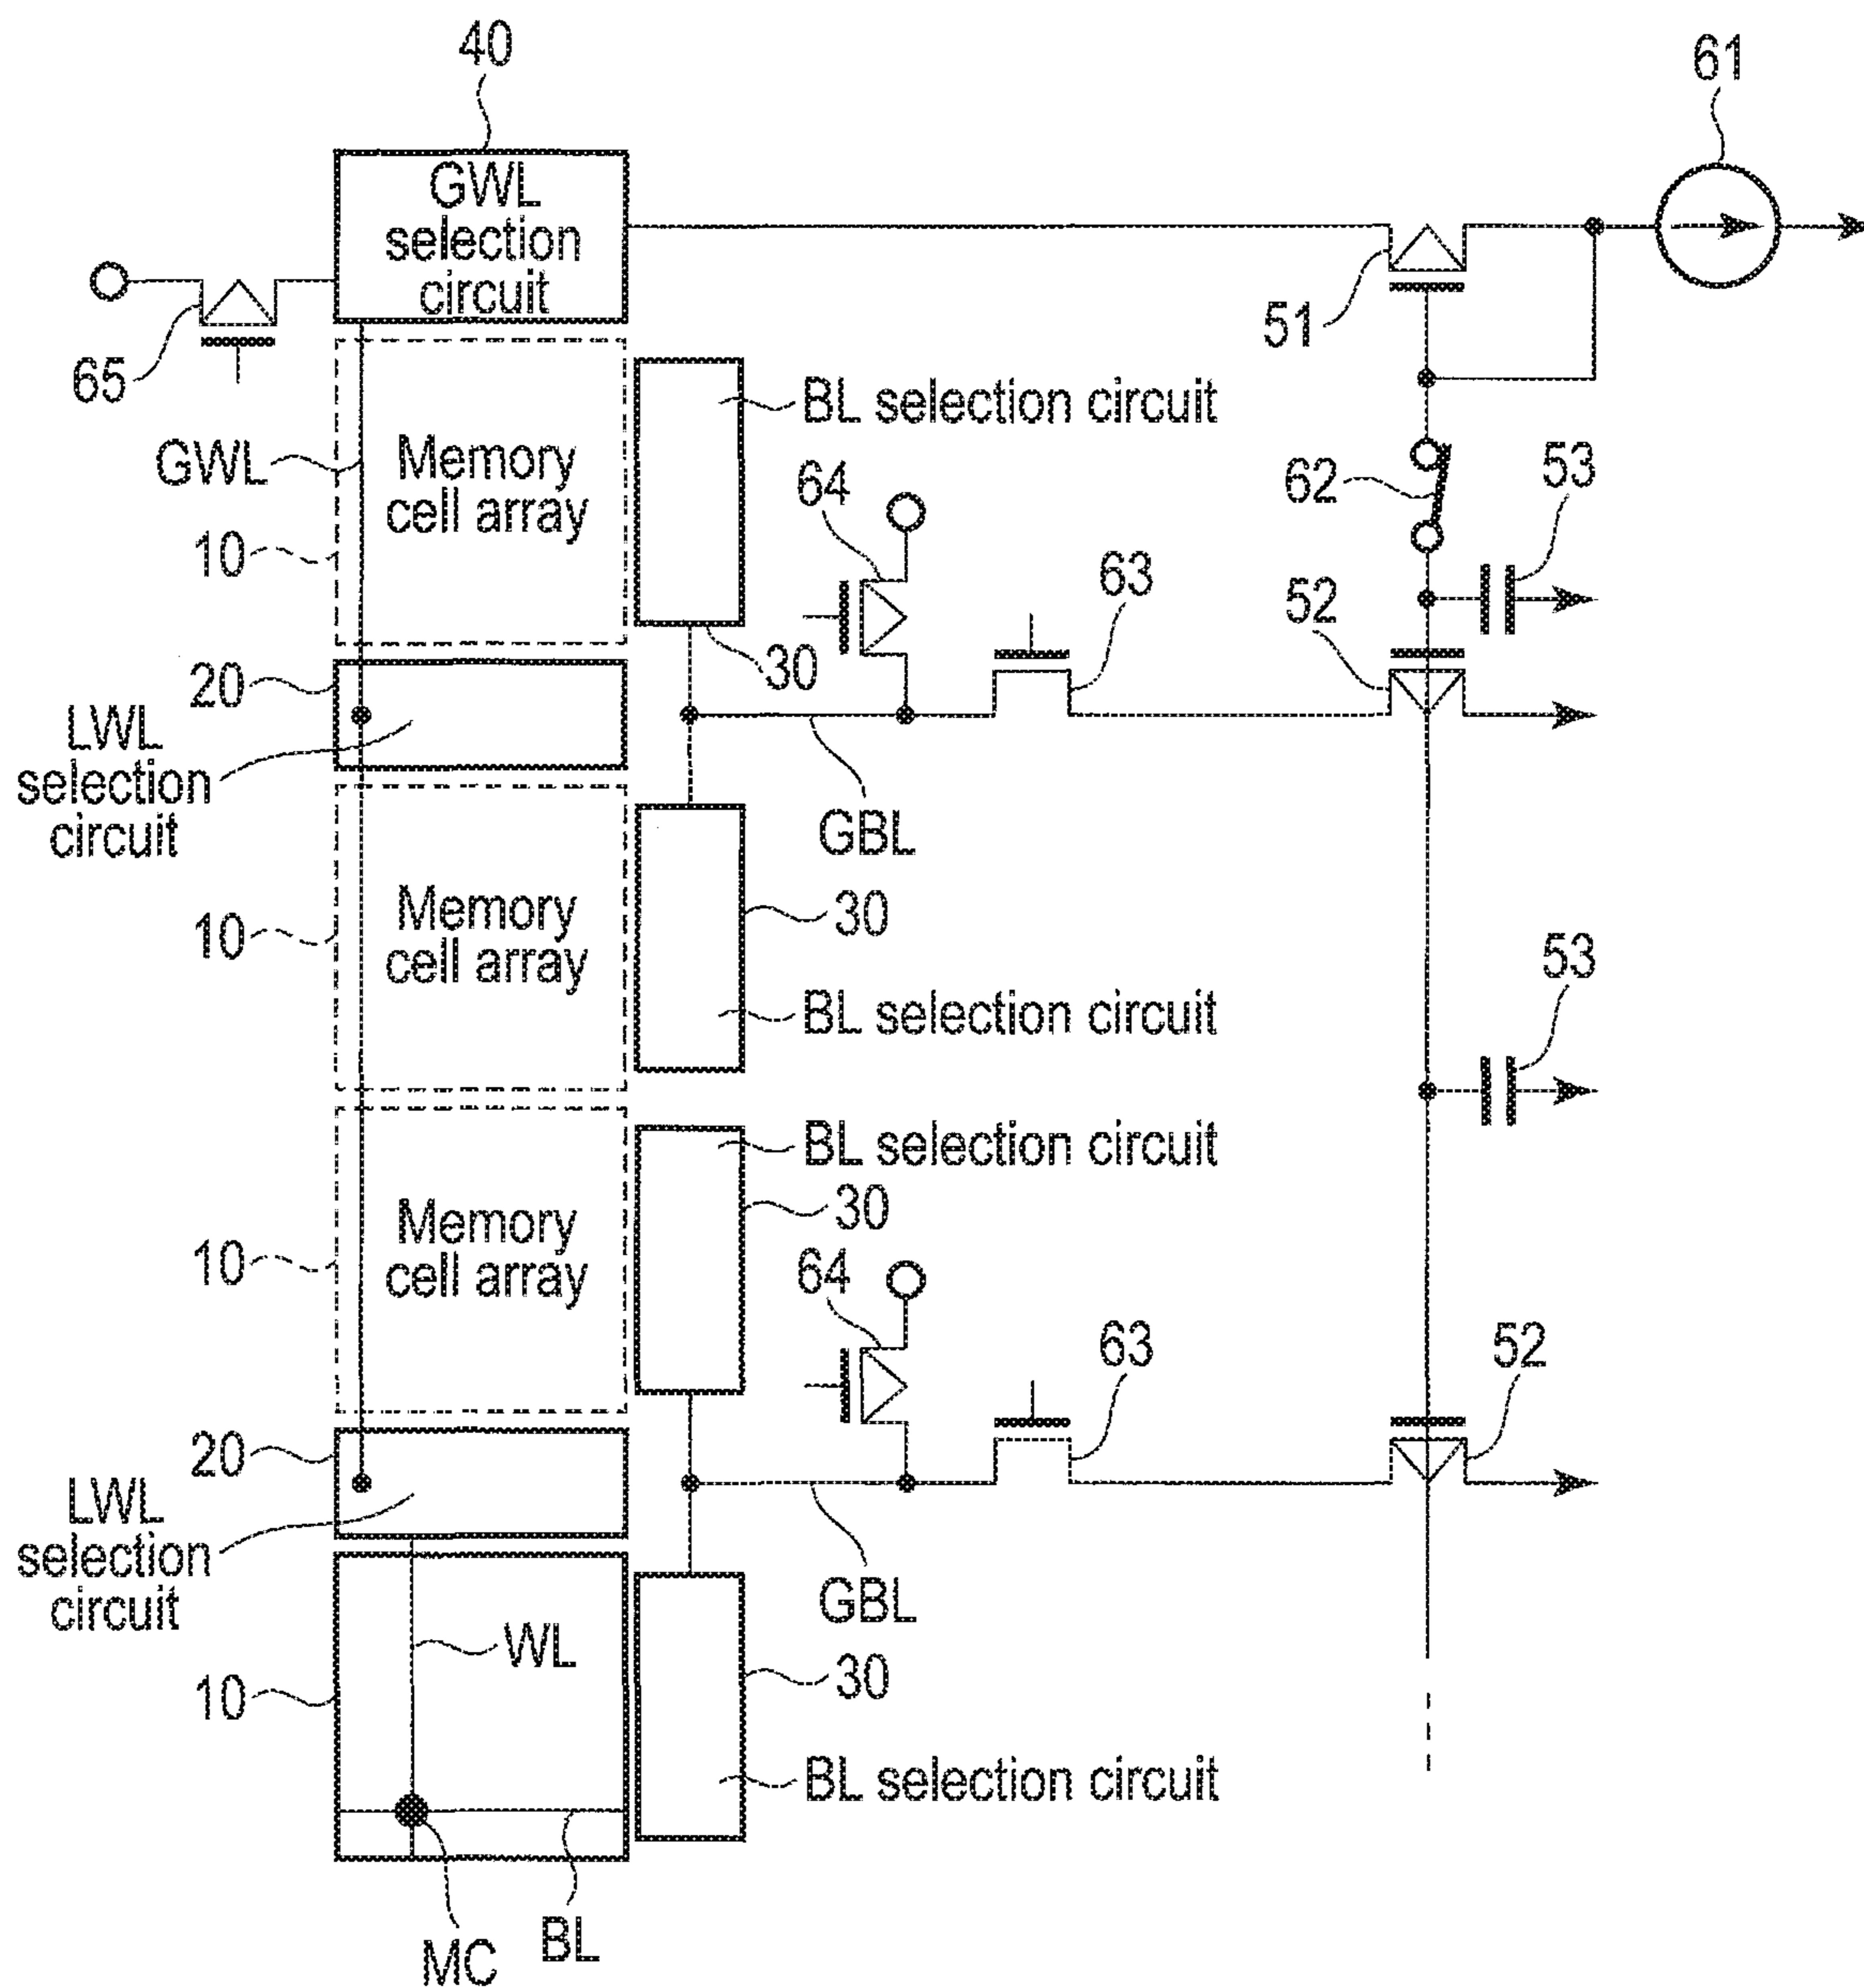 40
61
GWL
selection
circuit
65
51
BL selection circuit
GWL
Memory
cell array
64
62
53
10
63
52
20
30
LWL
selection
circuit
GBL
10
Memory
cell array
30
53
BL selection circuit
BL selection circuit
30
10
Memory
cell array
64
63
52
20
LWL
selection
circuit
GBL
WL
10
30
BL selection circuit
MC
BL